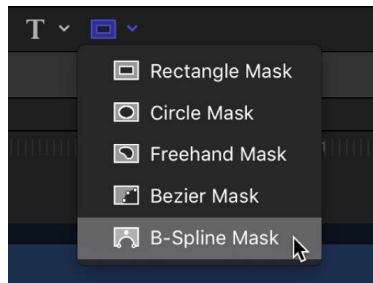 T
Rectangle Mask
Circle Mask
Freehand Mask
Bezier Mask
B-Spline Mask